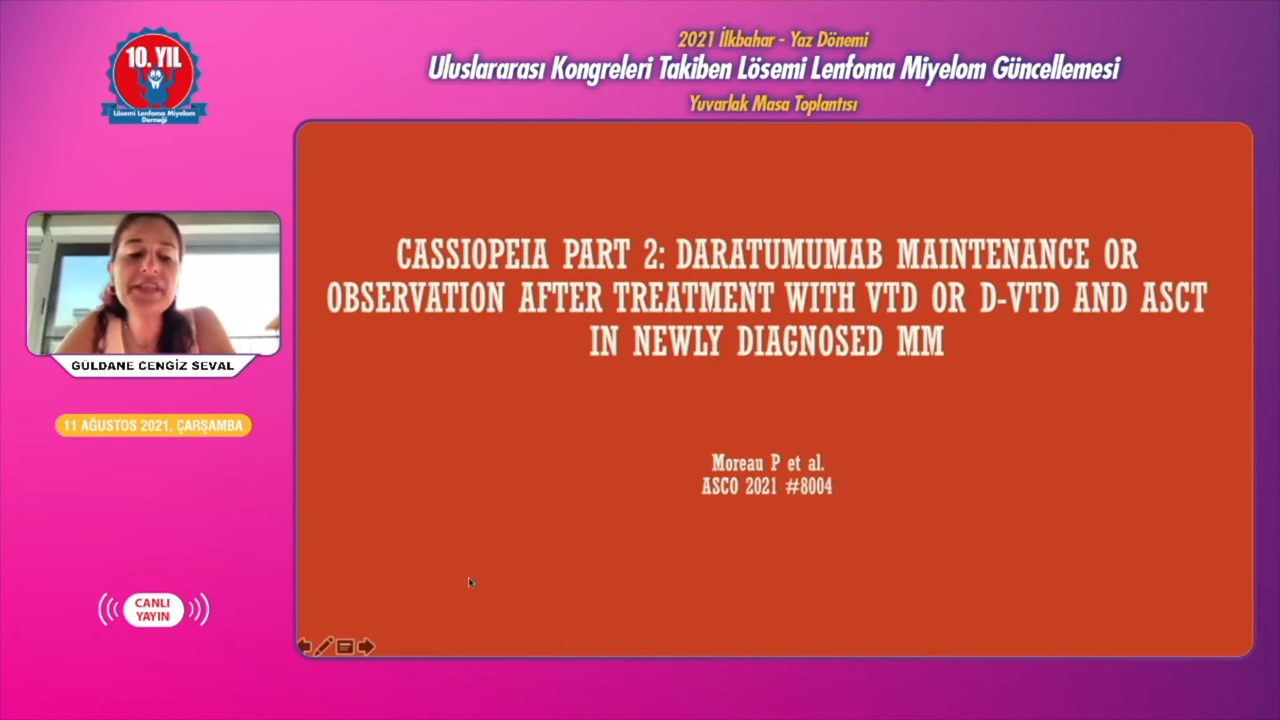 10. YIL
Lösemi Lenfoma Miyelom
Derneği
2021 İlkbahar - Yaz Dönemi
Uluslararası Kongreleri Takiben Lösemi Lenfoma Miyelom Güncellemesi
Yuvarlak Masa Toplantısı
CASSIOPEIA PART 2: DARATUMUMAB MAINTENANCE OR
OBSERVATION AFTER TREATMENT WITH VTD OR D-VTD AND ASCT
IN NEWLY DIAGNOSED MM
Moreau P et al.
ASCO 2021 #8004
GÜLDANE CENGİZ SEVAL
11 AĞUSTOS 2021, ÇARŞAMBA
CANLI
YAYIN